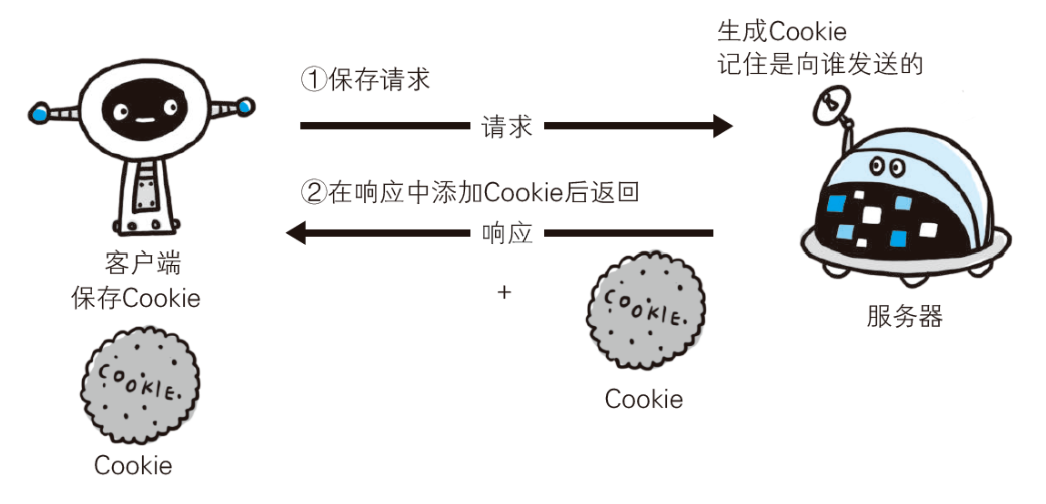 生成Cookie
记住是向谁发送的
①保存请求
请求
②在响应中添加Cookie后返回
响应
客户端
保存Cookie
+
COOKIE.
服务器
COOKIE.
Cookie
Cookie